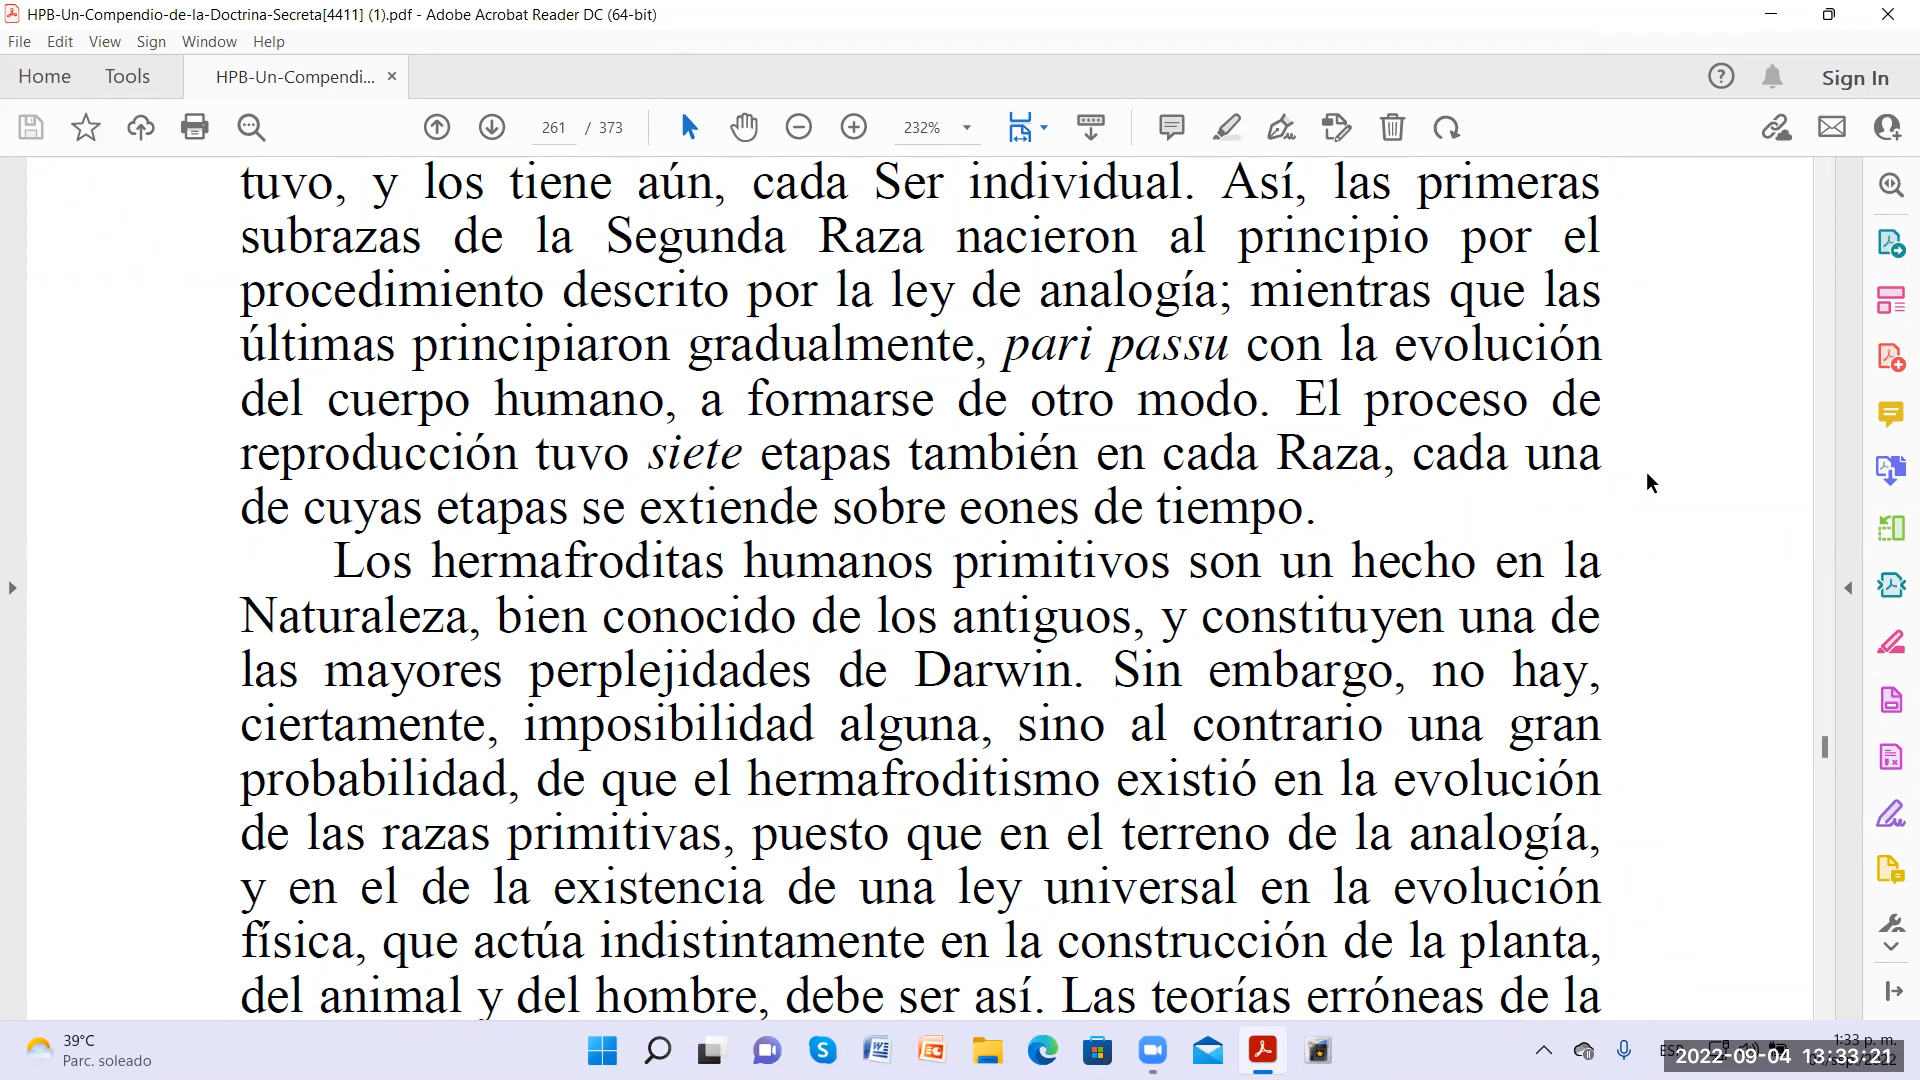 HPB-Un-Compendio-de-la-Doctrina-Secreta[4411] (1).pdf - Adobe Acrobat Reader DC (64-bit)
File Edit View Sign Window Help
Home Tools HPB-Un-Compendi... × Sign In
261 / 373 232%
tuvo, y los tiene aún, cada Ser individual. Así, las primeras
subrazas de la Segunda Raza nacieron al principio por el
procedimiento descrito por la ley de analogía; mientras que las
últimas principiaron gradualmente, pari passu con la evolución
del cuerpo humano, a formarse de otro modo. El proceso de
reproducción tuvo siete etapas también en cada Raza, cada una
de cuyas etapas se extiende sobre eones de tiempo.
Los hermafroditas humanos primitivos son un hecho en la
Naturaleza, bien conocido de los antiguos, y constituyen una de
las mayores perplejidades de Darwin. Sin embargo, no hay,
ciertamente, imposibilidad alguna, sino al contrario una gran
probabilidad, de que el hermafroditismo existió en la evolución
de las razas primitivas, puesto que en el terreno de la analogía,
y en el de la existencia de una ley universal en la evolución
física, que actúa indistintamente en la construcción de la planta,
del animal y del hombre, debe ser así. Las teorías erróneas de la
39°C
Parc. soleado
1:33 p. m.
2022-09-04 13:33:21